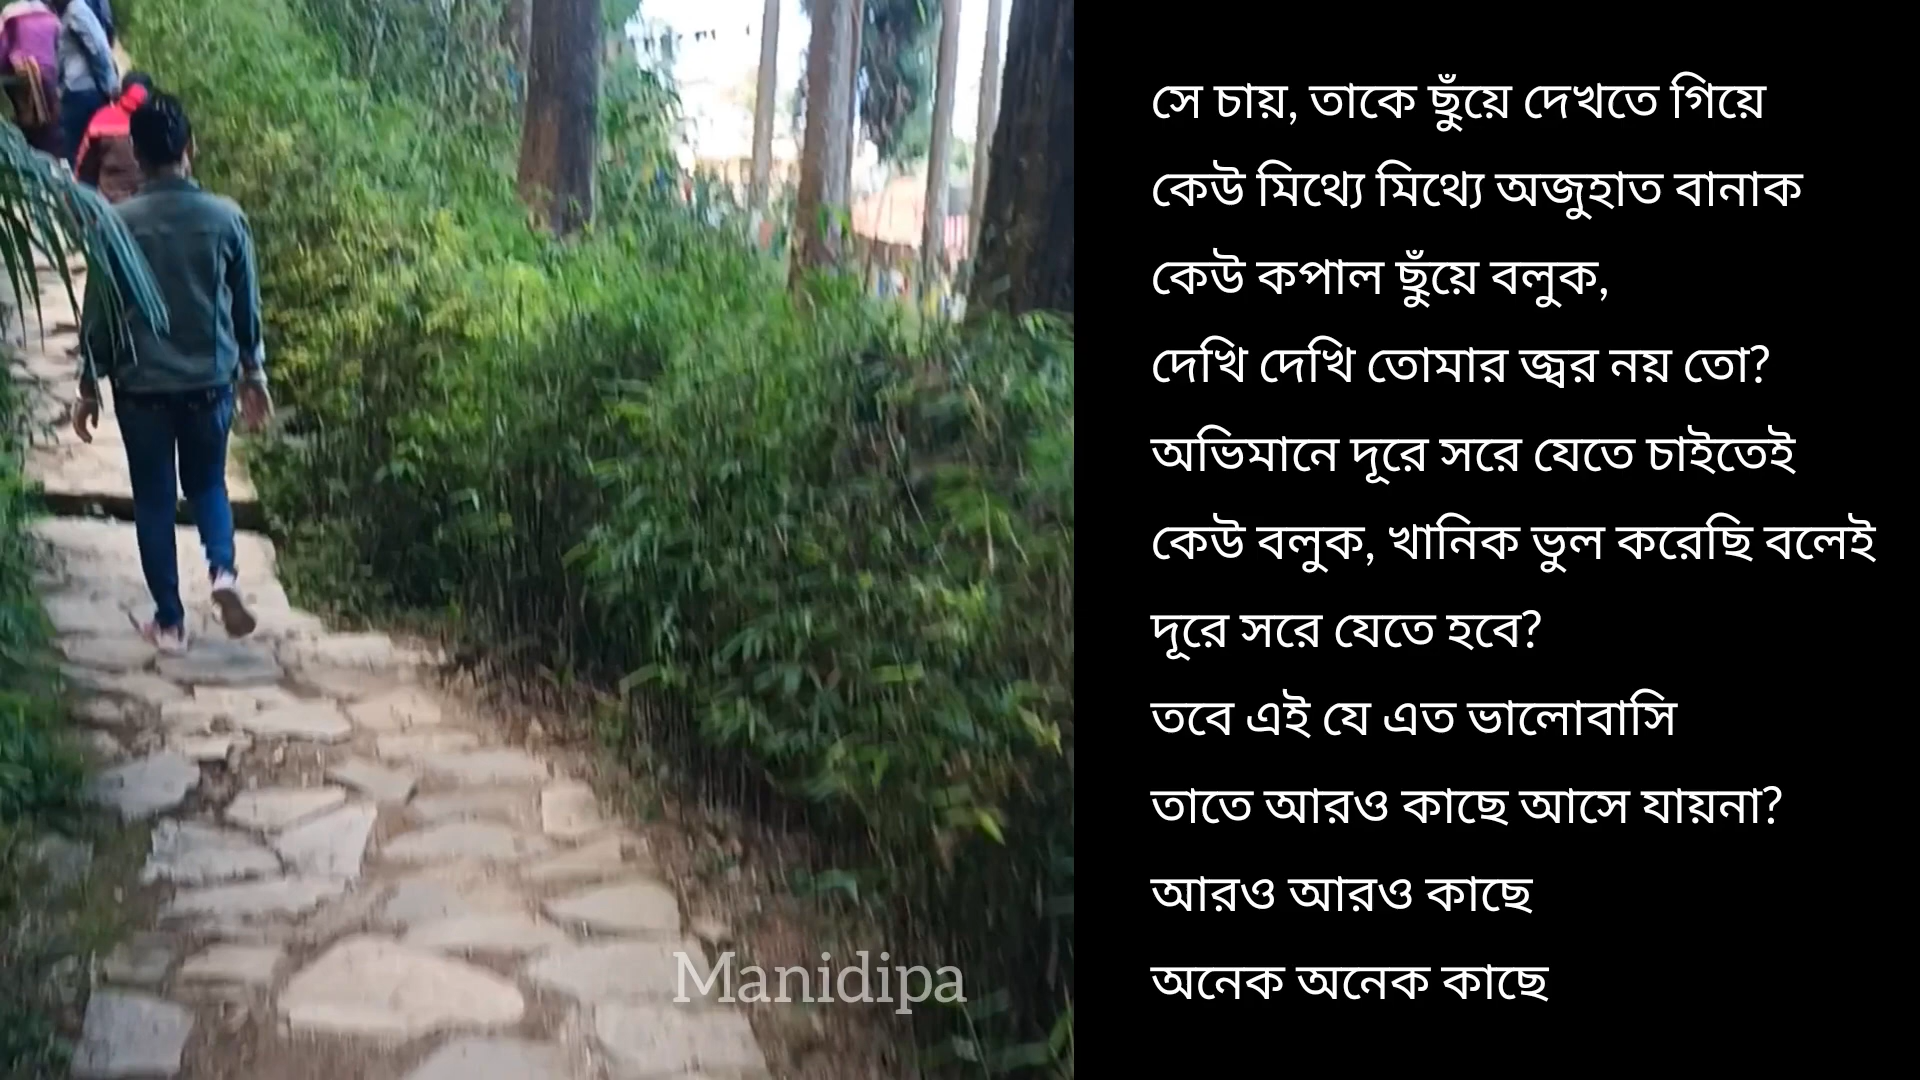 সে চায়, তাকে ছুঁয়ে দেখতে গিয়ে
কেউ মিথ্যে মিথ্যে অজুহাত বানাক
কেউ কপাল ছুঁয়ে বলুক,
দেখি দেখি তোমার জ্বর নয় তো?
অভিমানে দূরে সরে যেতে চাইতেই
কেউ বলুক, খানিক ভুল করেছি বলেই
দূরে সরে যেতে হবে?
তবে এই যে এত ভালোবাসি
তাতে আরও কাছে আসে যায়না?
আরও আরও কাছে
অনেক অনেক কাছে
Manidipa